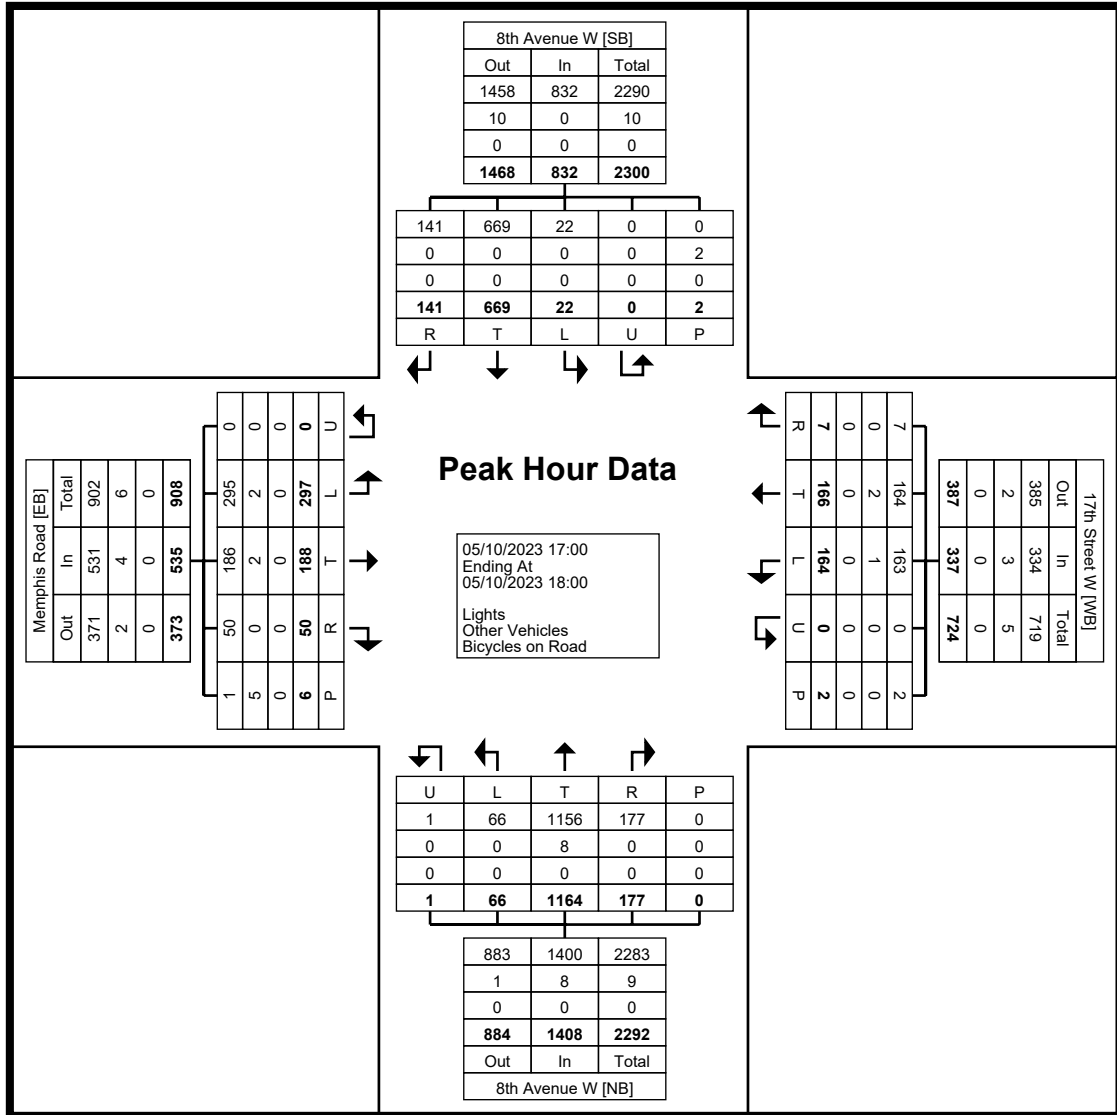 8th Avenue W [SB]
Out In Total
1458 832 2290
10 0 10
0 0 0
1468 832 2300
141 669 22 0 0
0 0 0 0 2
0 0 0 0 0
141 669 22 0 2
R T L U P
Memphis Road [EB]
Total 902 6 0 908
In 531 4 0 535
Out 371 2 0 373
0 0 0 0 U
295 2 0 297 L
186 2 0 188 T
50 0 0 50 R
1 5 0 6 P
Peak Hour Data
05/10/2023 17:00
Ending At
05/10/2023 18:00
Lights
Other Vehicles
Bicycles on Road
R 7 0 0 7
T 166 0 2 164
L 164 0 1 163
U 0 0 0 0
P 2 0 0 2
387 0 2 385 Out
337 0 3 334 In
724 0 5 719 Total
17th Street W [WB]
U L T R P
1 66 1156 177 0
0 0 8 0 0
0 0 0 0 0
1 66 1164 177 0
883 1400 2283
1 8 9
0 0 0
884 1408 2292
Out In Total
8th Avenue W [NB]